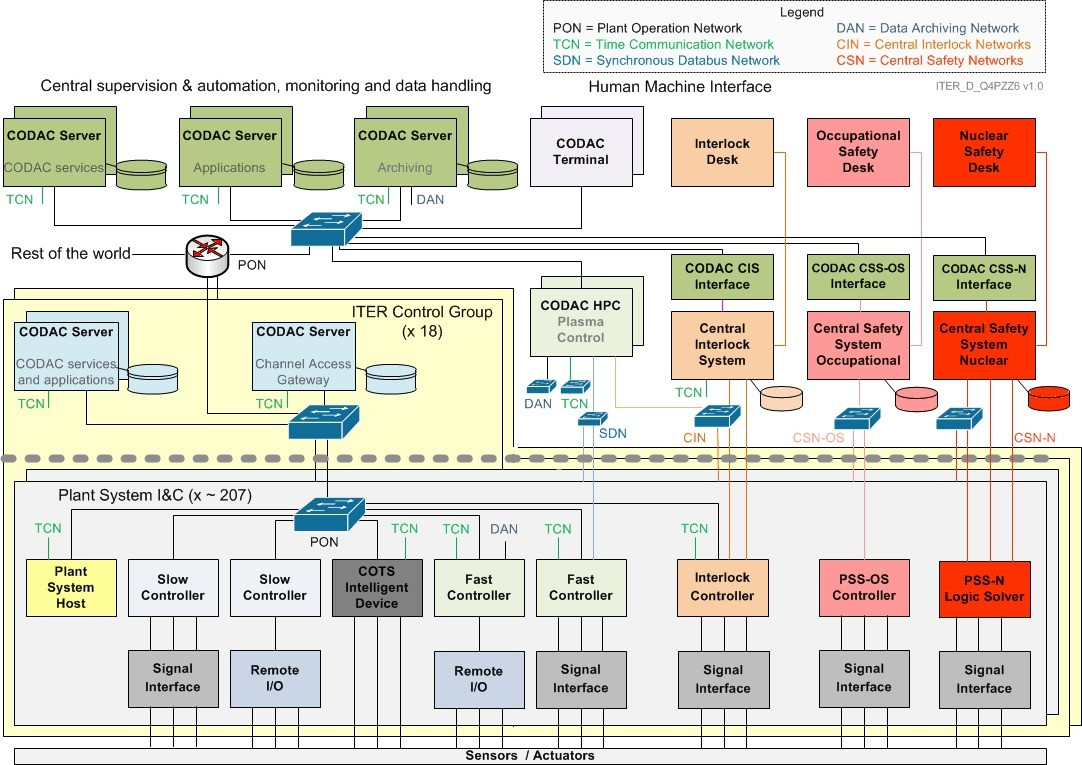 Legend
PON = Plant Operation Network
DAN = Data Archiving Network
TCN = Time Communication Network
CIN = Central Interlock Networks
SDN = Synchronous Databus Network
CSN = Central Safety Networks
Central supervision & automation, monitoring and data handling
Human Machine Interface
ITER_D_Q4PZZ6 v1.0
CODAC Server
CODAC services
TCN
CODAC Server
Applications
TCN
CODAC Server
Archiving
TCN
DAN
CODAC
Terminal
Interlock
Desk
Occupational
Safety
Desk
Nuclear
Safety
Desk
Rest of the world
PON
CODAC CIS
Interface
CODAC CSS-OS
Interface
CODAC CSS-N
Interface
ITER Control Group
(x 18)
CODAC Server
CODAC services
and applications
TCN
CODAC Server
Channel Access
Gateway
TCN
CODAC HPC
Plasma
Control
DAN
TCN
SDN
Central
Interlock
System
TCN
CIN
Central Safety
System
Occupational
CSN-OS
Central Safety
System
Nuclear
CSN-N
Plant System I&C (x ~ 207)
PON
TCN
Plant
System
Host
Slow
Controller
Slow
Controller
TCN
COTS
Intelligent
Device
TCN
DAN
Fast
Controller
TCN
Fast
Controller
TCN
Interlock
Controller
PSS-OS
Controller
PSS-N
Logic Solver
Signal
Interface
Remote
I/O
Remote
I/O
Signal
Interface
Signal
Interface
Signal
Interface
Signal
Interface
Sensors / Actuators